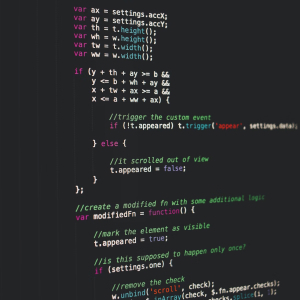 var ax = settings.accX;
var ay = settings.accY;
var th = t.height();
var wh = w.height();
var tw = t.width();
var ww = w.width();
if (y + th + ay >= b &&
y <= b + wh + ay &&
x + tw + ax >= a &&
x <= a + ww + ax) {
//trigger the custom event
if (!t.appeared) t.trigger('appear', settings.data);
} else {
//it scrolled out of view
t.appeared = false;
}
};
//create a modified fn with some additional logic
var modifiedFn = function() {
//mark the element as visible
t.appeared = true;
//is this supposed to happen only once?
if (settings.one) {
//remove the check
w.unbind('scroll', check);
inArray(check, $.fn.appear.checks);
checks.splice(i,